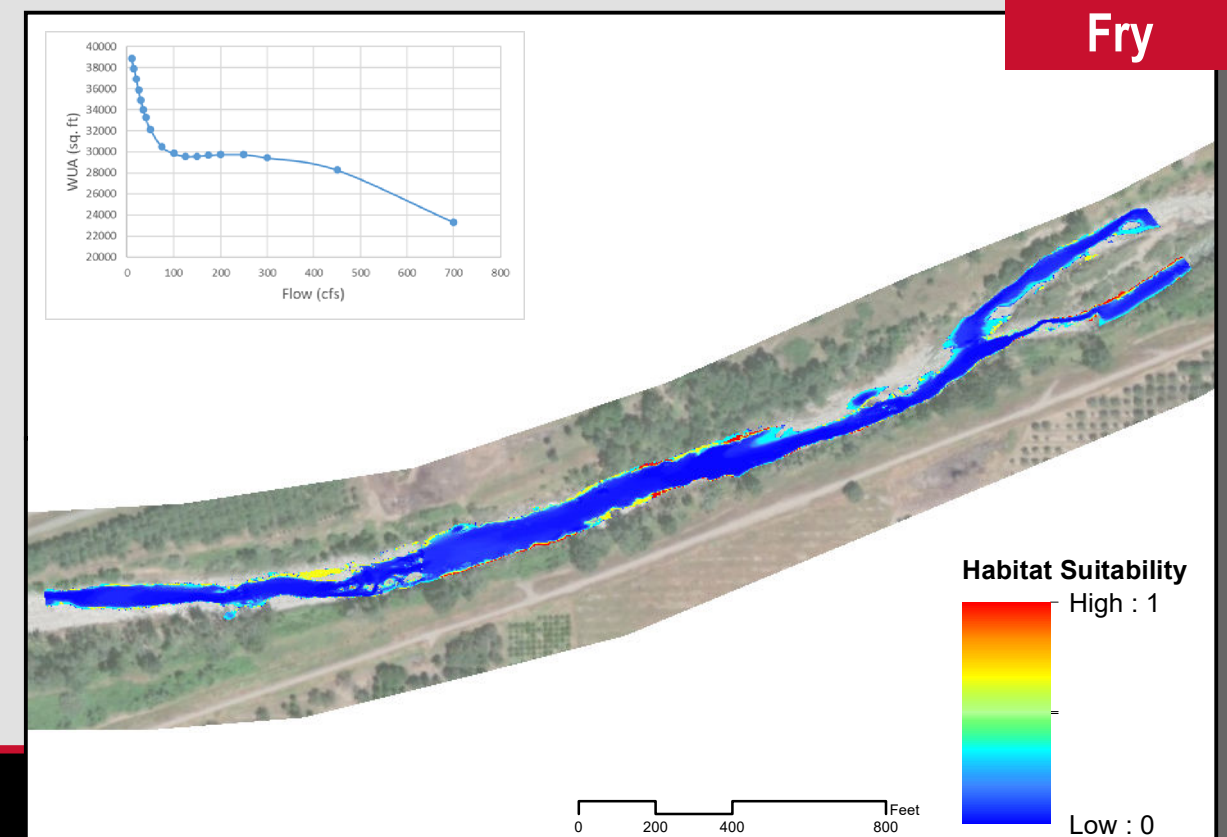 Fry
40000
38000
36000
34000
32000
30000
28000
26000
24000
22000
20000
WUA (sq. ft)
0 100 200 300 400 500 600 700 800
Flow (cfs)
Habitat Suitability
High : 1
Low : 0
Feet
0 200 400 800